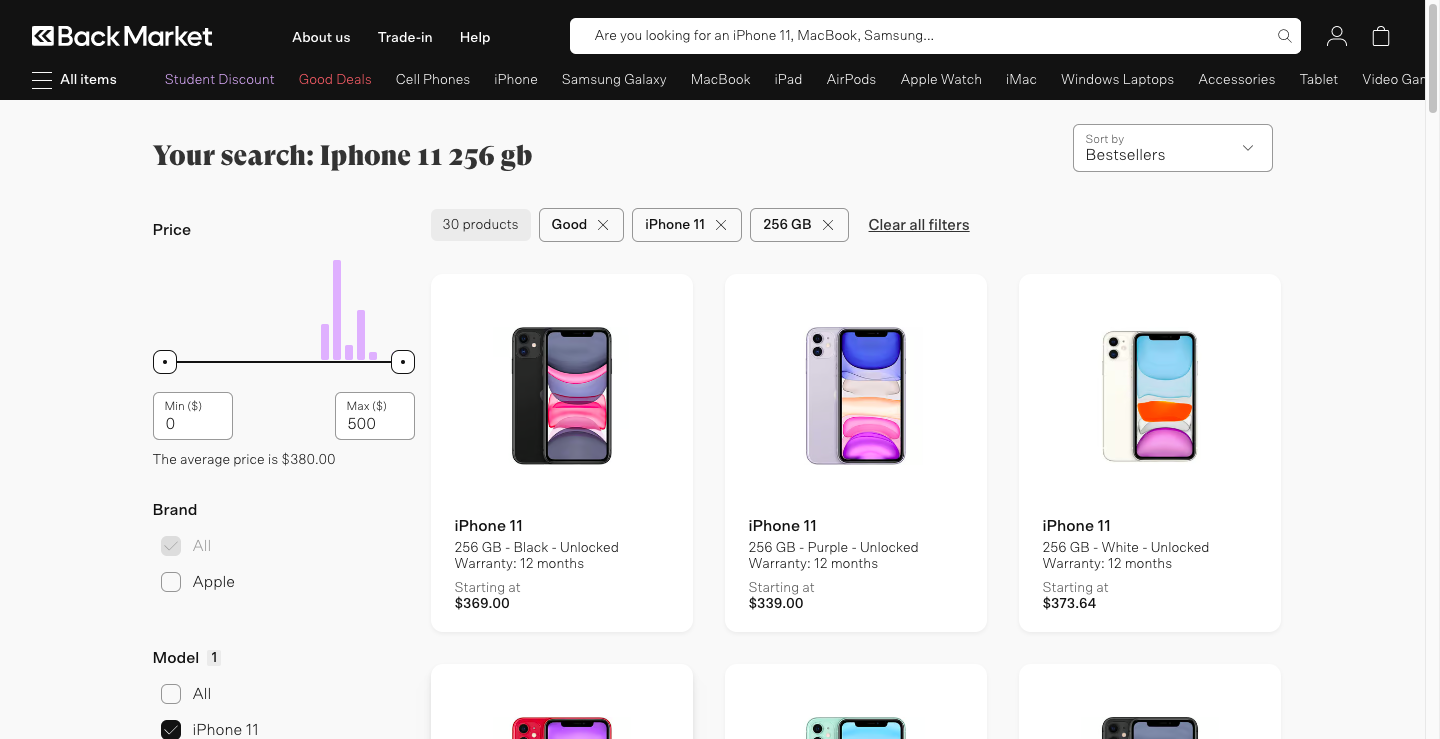 Back Market
About us
Trade-in
Help
Are you looking for an iPhone 11, MacBook, Samsung...
All items
Student Discount
Good Deals
Cell Phones
iPhone
Samsung Galaxy
MacBook
iPad
AirPods
Apple Watch
iMac
Windows Laptops
Accessories
Tablet
Video Gam
Your search: Iphone 11 256 gb
Sort by
Bestsellers
Price
Min ($)
0
Max ($)
500
The average price is $380.00
Brand
All
Apple
Model 1
All
iPhone 11
30 products
Good
iPhone 11
256 GB
Clear all filters
iPhone 11
256 GB - Black - Unlocked
Warranty: 12 months
Starting at
$369.00
iPhone 11
256 GB - Purple - Unlocked
Warranty: 12 months
Starting at
$339.00
iPhone 11
256 GB - White - Unlocked
Warranty: 12 months
Starting at
$373.64